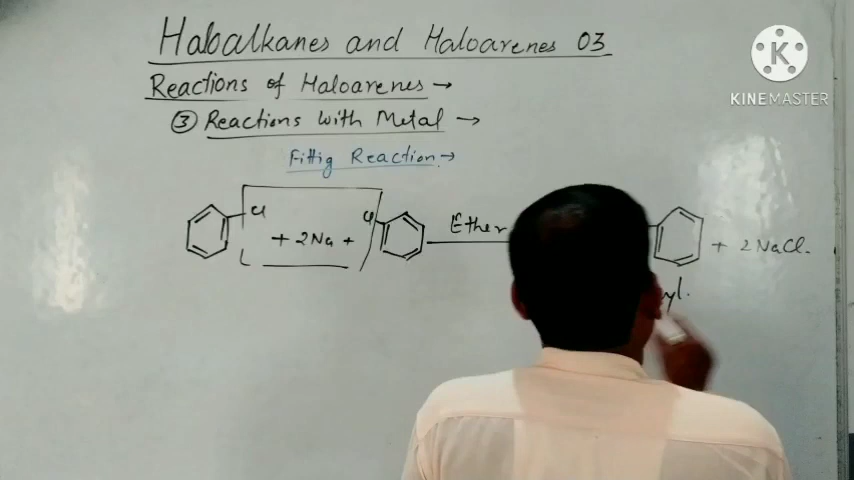 Haloalkanes and Haloarenes 03
K
KINEMASTER
Reactions of Haloarenes →
③ Reactions with Metal →
Fittig Reaction →
Cl + 2Na + Cl Ether + 2NaCl.
yl.